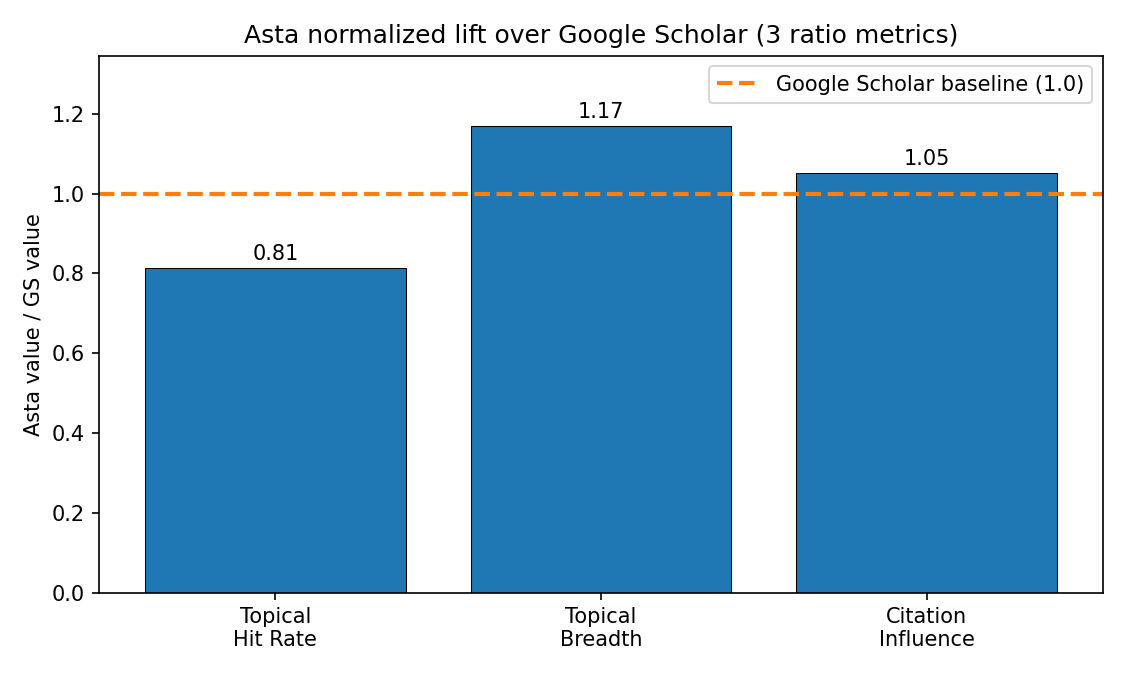 Asta normalized lift over Google Scholar (3 ratio metrics)
Google Scholar baseline (1.0)
Asta value / GS value
1.2
1.0
0.8
0.6
0.4
0.2
0.0
0.81
1.17
1.05
Topical
Hit Rate
Topical
Breadth
Citation
Influence